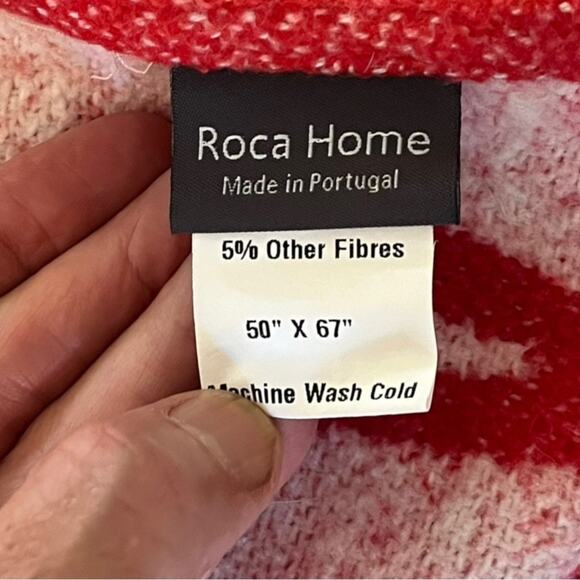 Roca Home
Made in Portugal
5% Other Fibres
50" X 67"
Machine Wash Cold